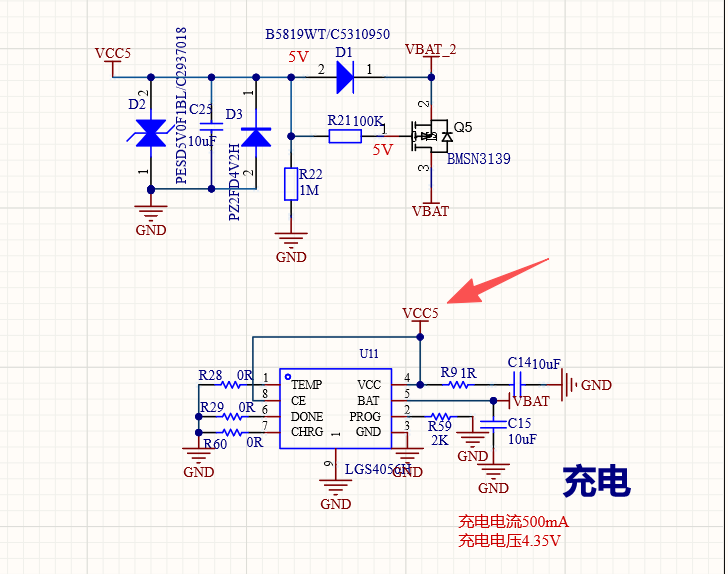 B5819WT/C5310950
VCC5
5V
D1
VBAT_2
2
1
D2
2
1
PESD5V0F1BL/C2937018
C25
10uF
D3
1
2
PZ2FD4V2H
R21
100K
1
5V
2
Q5
BMSN3139
3
R22
1M
VBAT
GND
GND
VCC5
U11
R28
0R
1
TEMP
VCC
4
R9
1R
C14
10uF
GND
8
CE
BAT
5
VBAT
R29
0R
6
DONE
PROG
2
R59
2K
C15
10uF
R60
0R
7
CHRG
1
GND
3
GND
9
LGS4056H
GND
GND
GND
GND
充电
充电电流500mA
充电电压4.35V